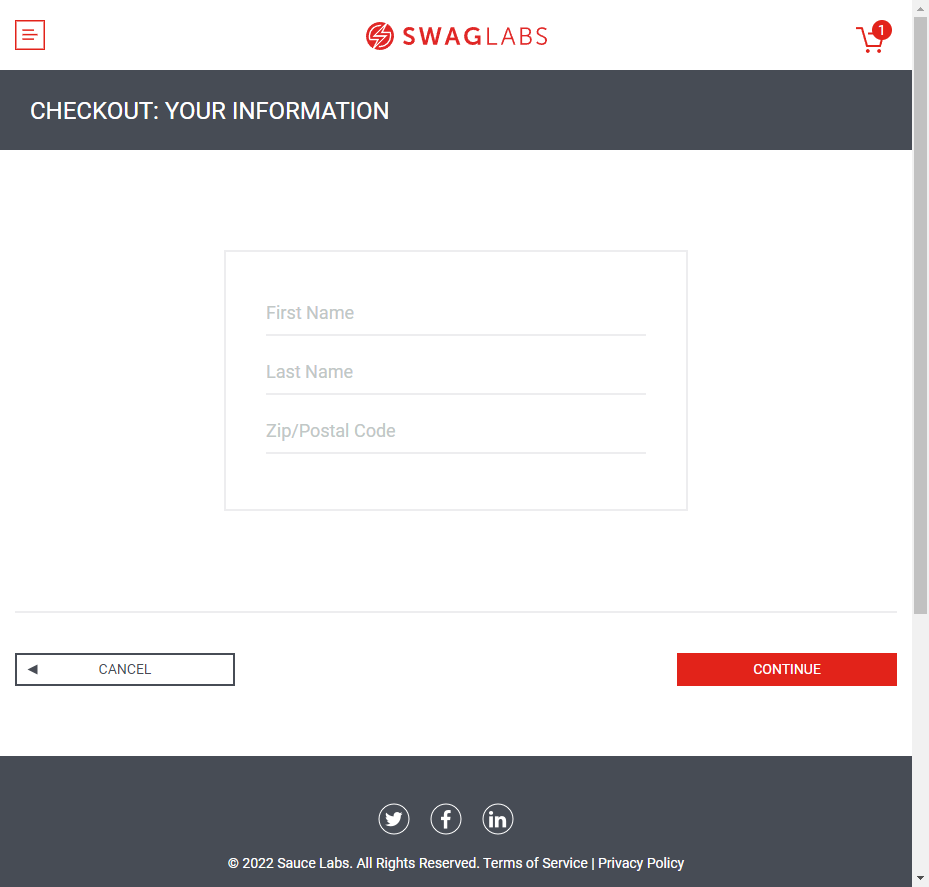 SWAGLABS
1
CHECKOUT: YOUR INFORMATION
First Name
Last Name
Zip/Postal Code
CANCEL
CONTINUE
© 2022 Sauce Labs. All Rights Reserved. Terms of Service | Privacy Policy